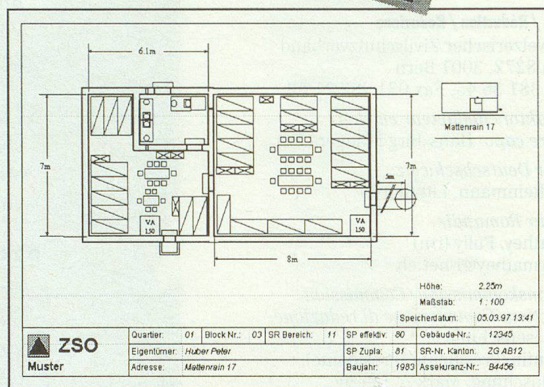 6.1m
7m
7m
3m
8m
VA
150
VA
150
Mattenrain 17
Höhe: 2.25m
Maßstab: 1 : 100
Speicherdatum: 05.03.97 13:41
ZSO
Muster
Quartier: 01 Block Nr.: 03 SR Bereich: 11 SP effektiv: 80 Gebäude-Nr.: 12345
Eigentümer: Huber Peter SP Zupla: 81 SR-Nr. Kanton: ZG AB12
Adresse: Mattenrain 17 Baujahr: 1983 Assekuranz-Nr.: B4456